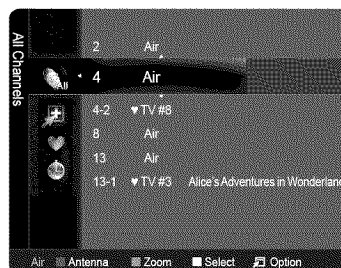 All Channels
2 Air
All 4 Air
4-2 ♥ TV #8
8 Air
13 Air
13-1 ♥ TV #3 Alice's Adventures in Wonderland
Air Antenna Zoom Select Option